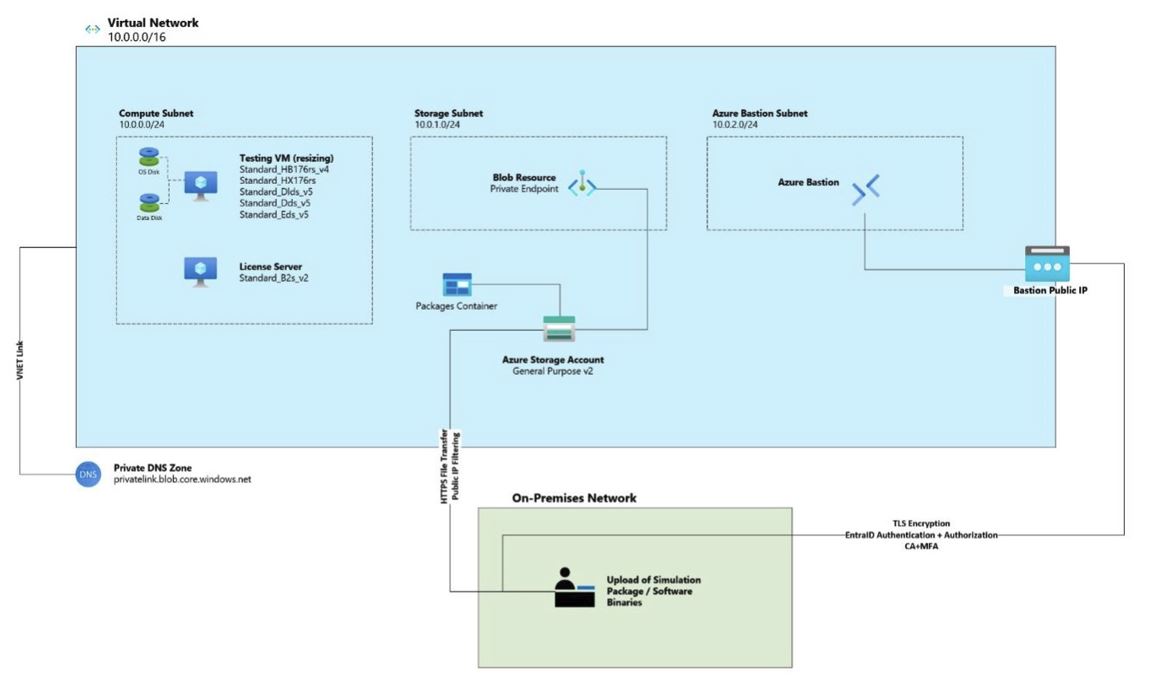 Virtual Network
10.0.0.0/16
Compute Subnet
10.0.0.0/24
OS Disk
Data Disk
Testing VM (resizing)
Standard_HB176rs_v4
Standard_HX176rs
Standard_Dlds_v5
Standard_Dds_v5
Standard_Eds_v5
License Server
Standard_B2s_v2
Storage Subnet
10.0.1.0/24
Blob Resource
Private Endpoint
Packages Container
Azure Storage Account
General Purpose v2
Azure Bastion Subnet
10.0.2.0/24
Azure Bastion
Bastion Public IP
VNET Link
DNS
Private DNS Zone
privatelink.blob.core.windows.net
HTTPS File Transfer
Public IP Filtering
On-Premises Network
Upload of Simulation
Package / Software
Binaries
TLS Encryption
EntraID Authentication + Authorization
CA+MFA